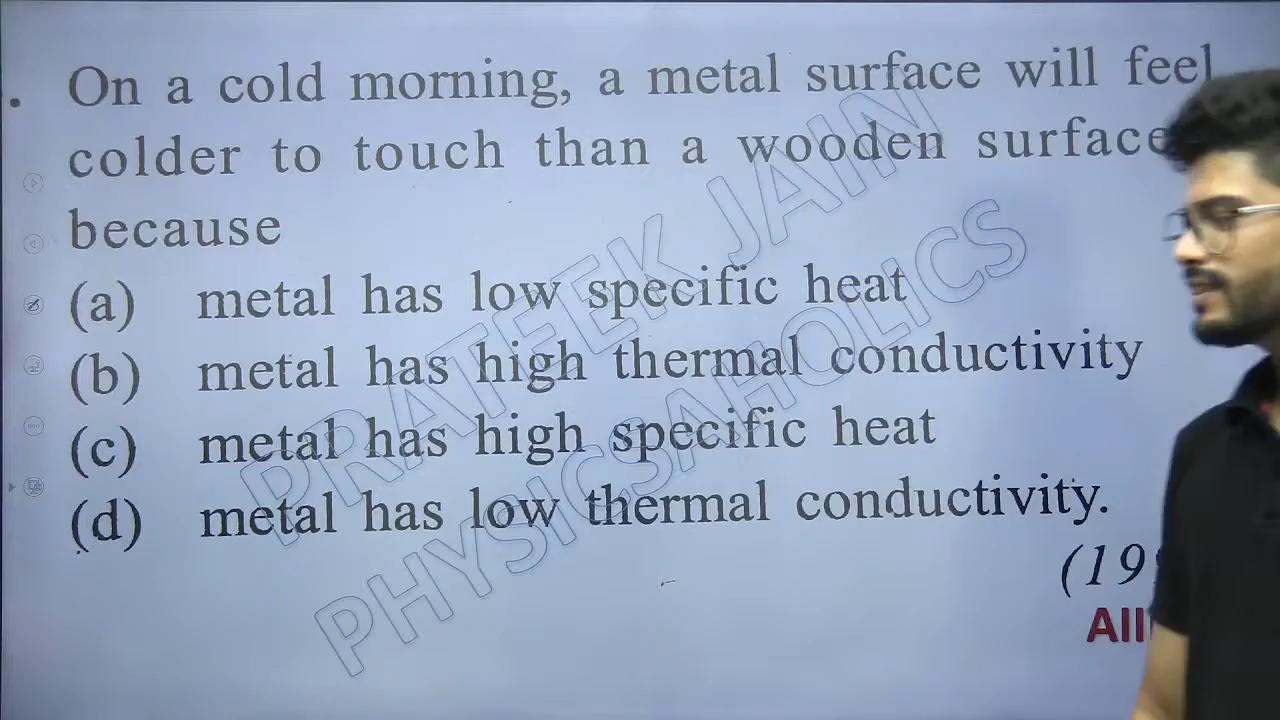 . On a cold morning, a metal surface will feel
colder to touch than a wooden surface
because
(a) metal has low specific heat
(b) metal has high thermal conductivity
(c) metal has high specific heat
(d) metal has low thermal conductivity.
(19
PRATEEK JAIN
PHYSICSAHOLICS